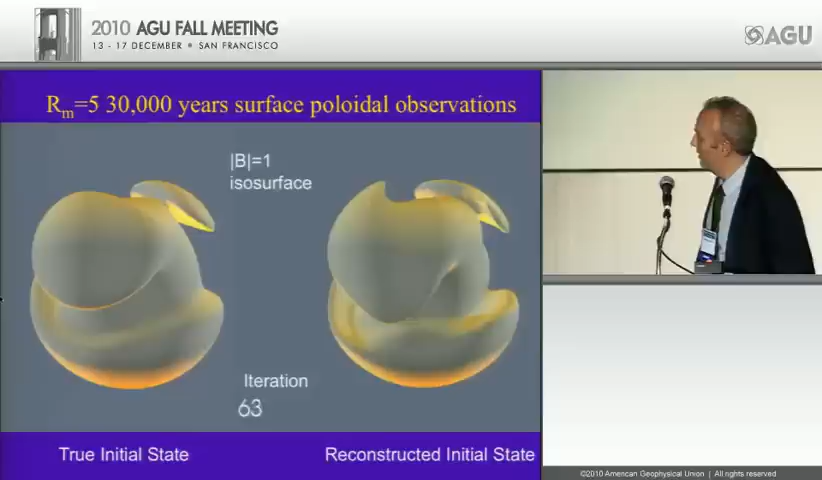 2010 AGU FALL MEETING
13 - 17 DECEMBER • SAN FRANCISCO
AGU
Rm=5 30,000 years surface poloidal observations
|B|=1
isosurface
Iteration
63
True Initial State
Reconstructed Initial State
©2010 American Geophysical Union | All rights reserved